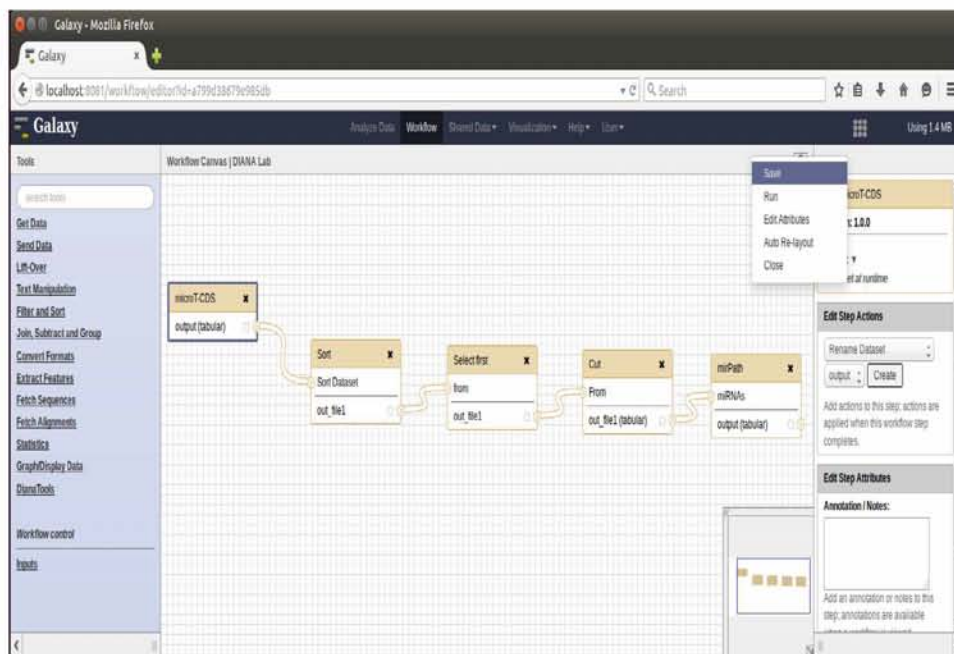 Galaxy - Mozilla Firefox
Galaxy
localhost:8081/workflow/editor?id=a799d38679e985db
Search
Galaxy
Analyze Data Workflow Shared Data Visualization Help User
Using 1.4 MB
Tools
search tools
Get Data
Send Data
Lift-Over
Text Manipulation
Filter and Sort
Join, Subtract and Group
Convert Formats
Extract Features
Fetch Sequences
Fetch Alignments
Statistics
Graph/Display Data
DianaTools
Workflow control
Inputs
Workflow Canvas | DIANA Lab
microT-CDS
output (tabular)
Sort
Sort Dataset
out_file1
Select first
from
out_file1
Cut
From
out_file1 (tabular)
mirPath
miRNAs
output (tabular)
Save
Run
Edit Attributes
Auto Re-layout
Close
croT-CDS
: 1.0.0
et at runtime
Edit Step Actions
Rename Dataset
output
Create
Add actions to this step; actions are
applied when this workflow step
completes.
Edit Step Attributes
Annotation / Notes:
Add an annotation or notes to this
step; annotations are available